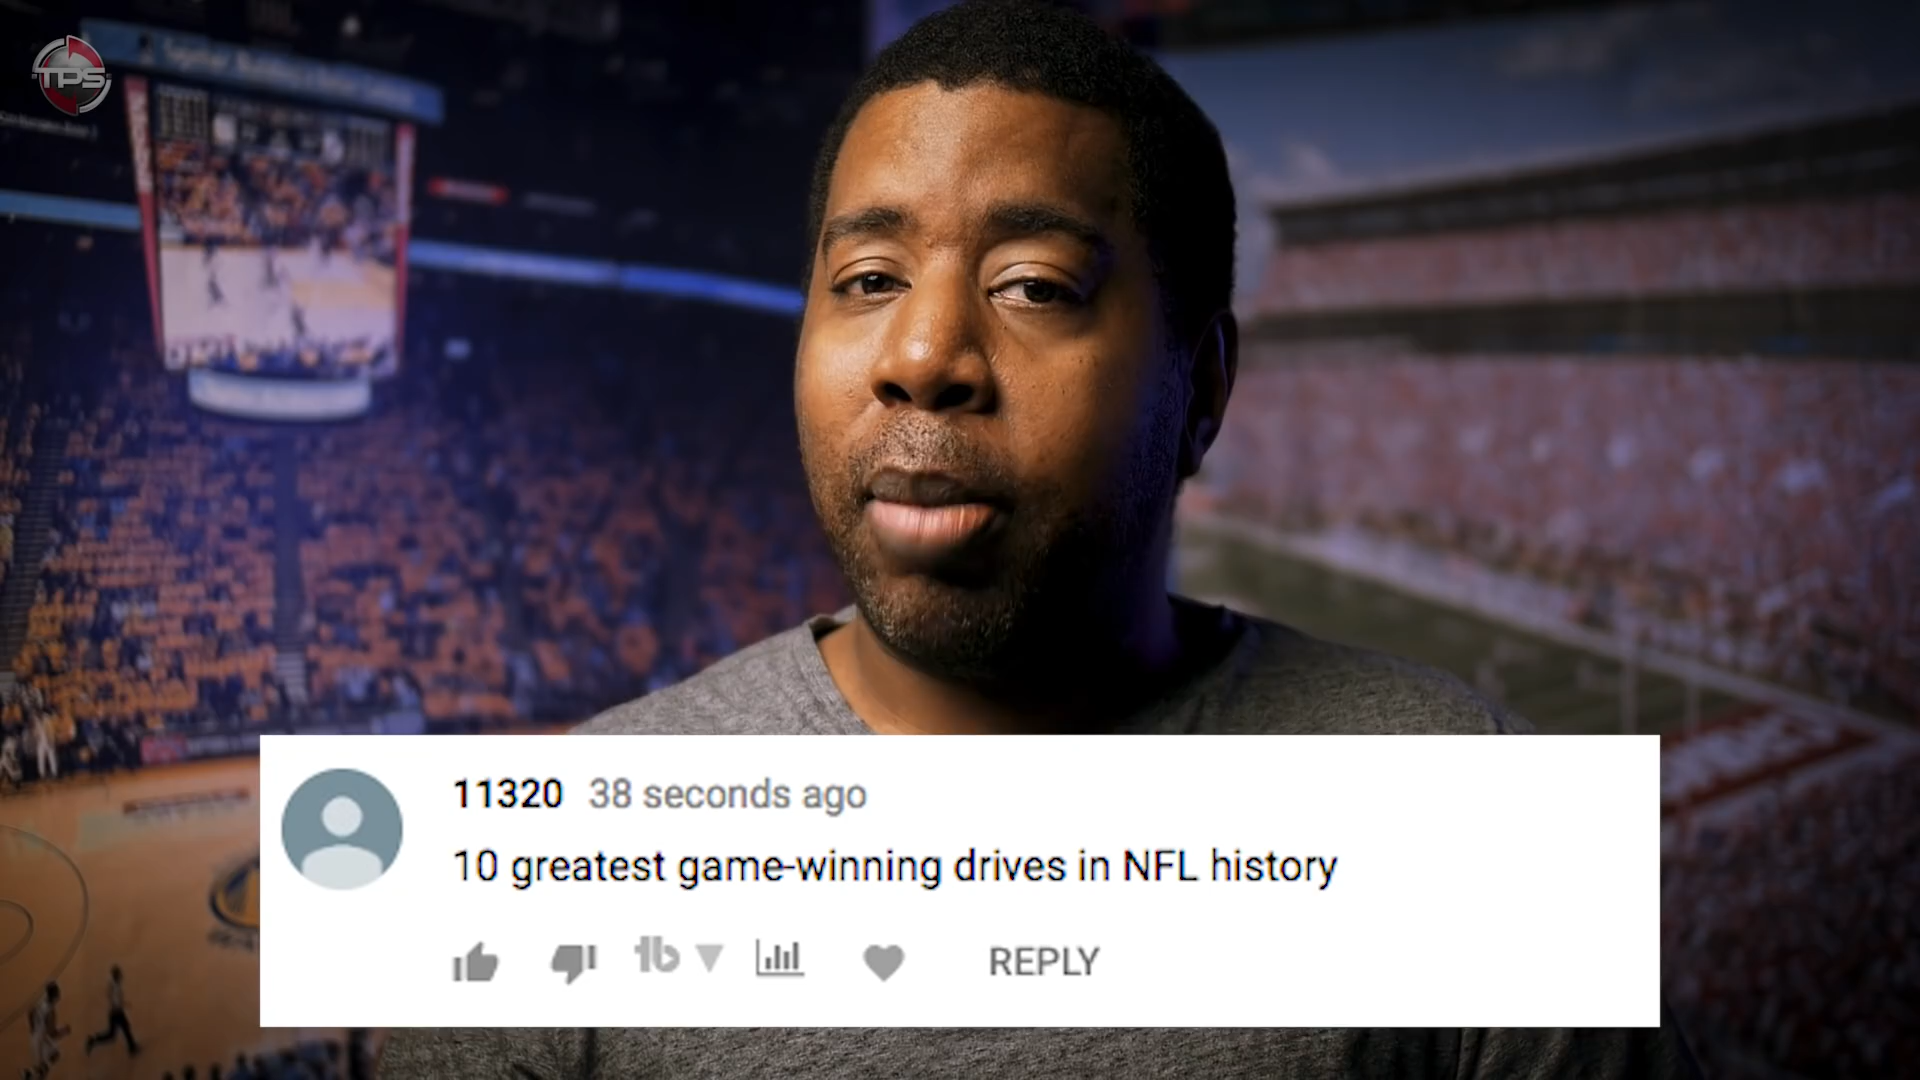 TPS
11320 38 seconds ago
10 greatest game-winning drives in NFL history
REPLY